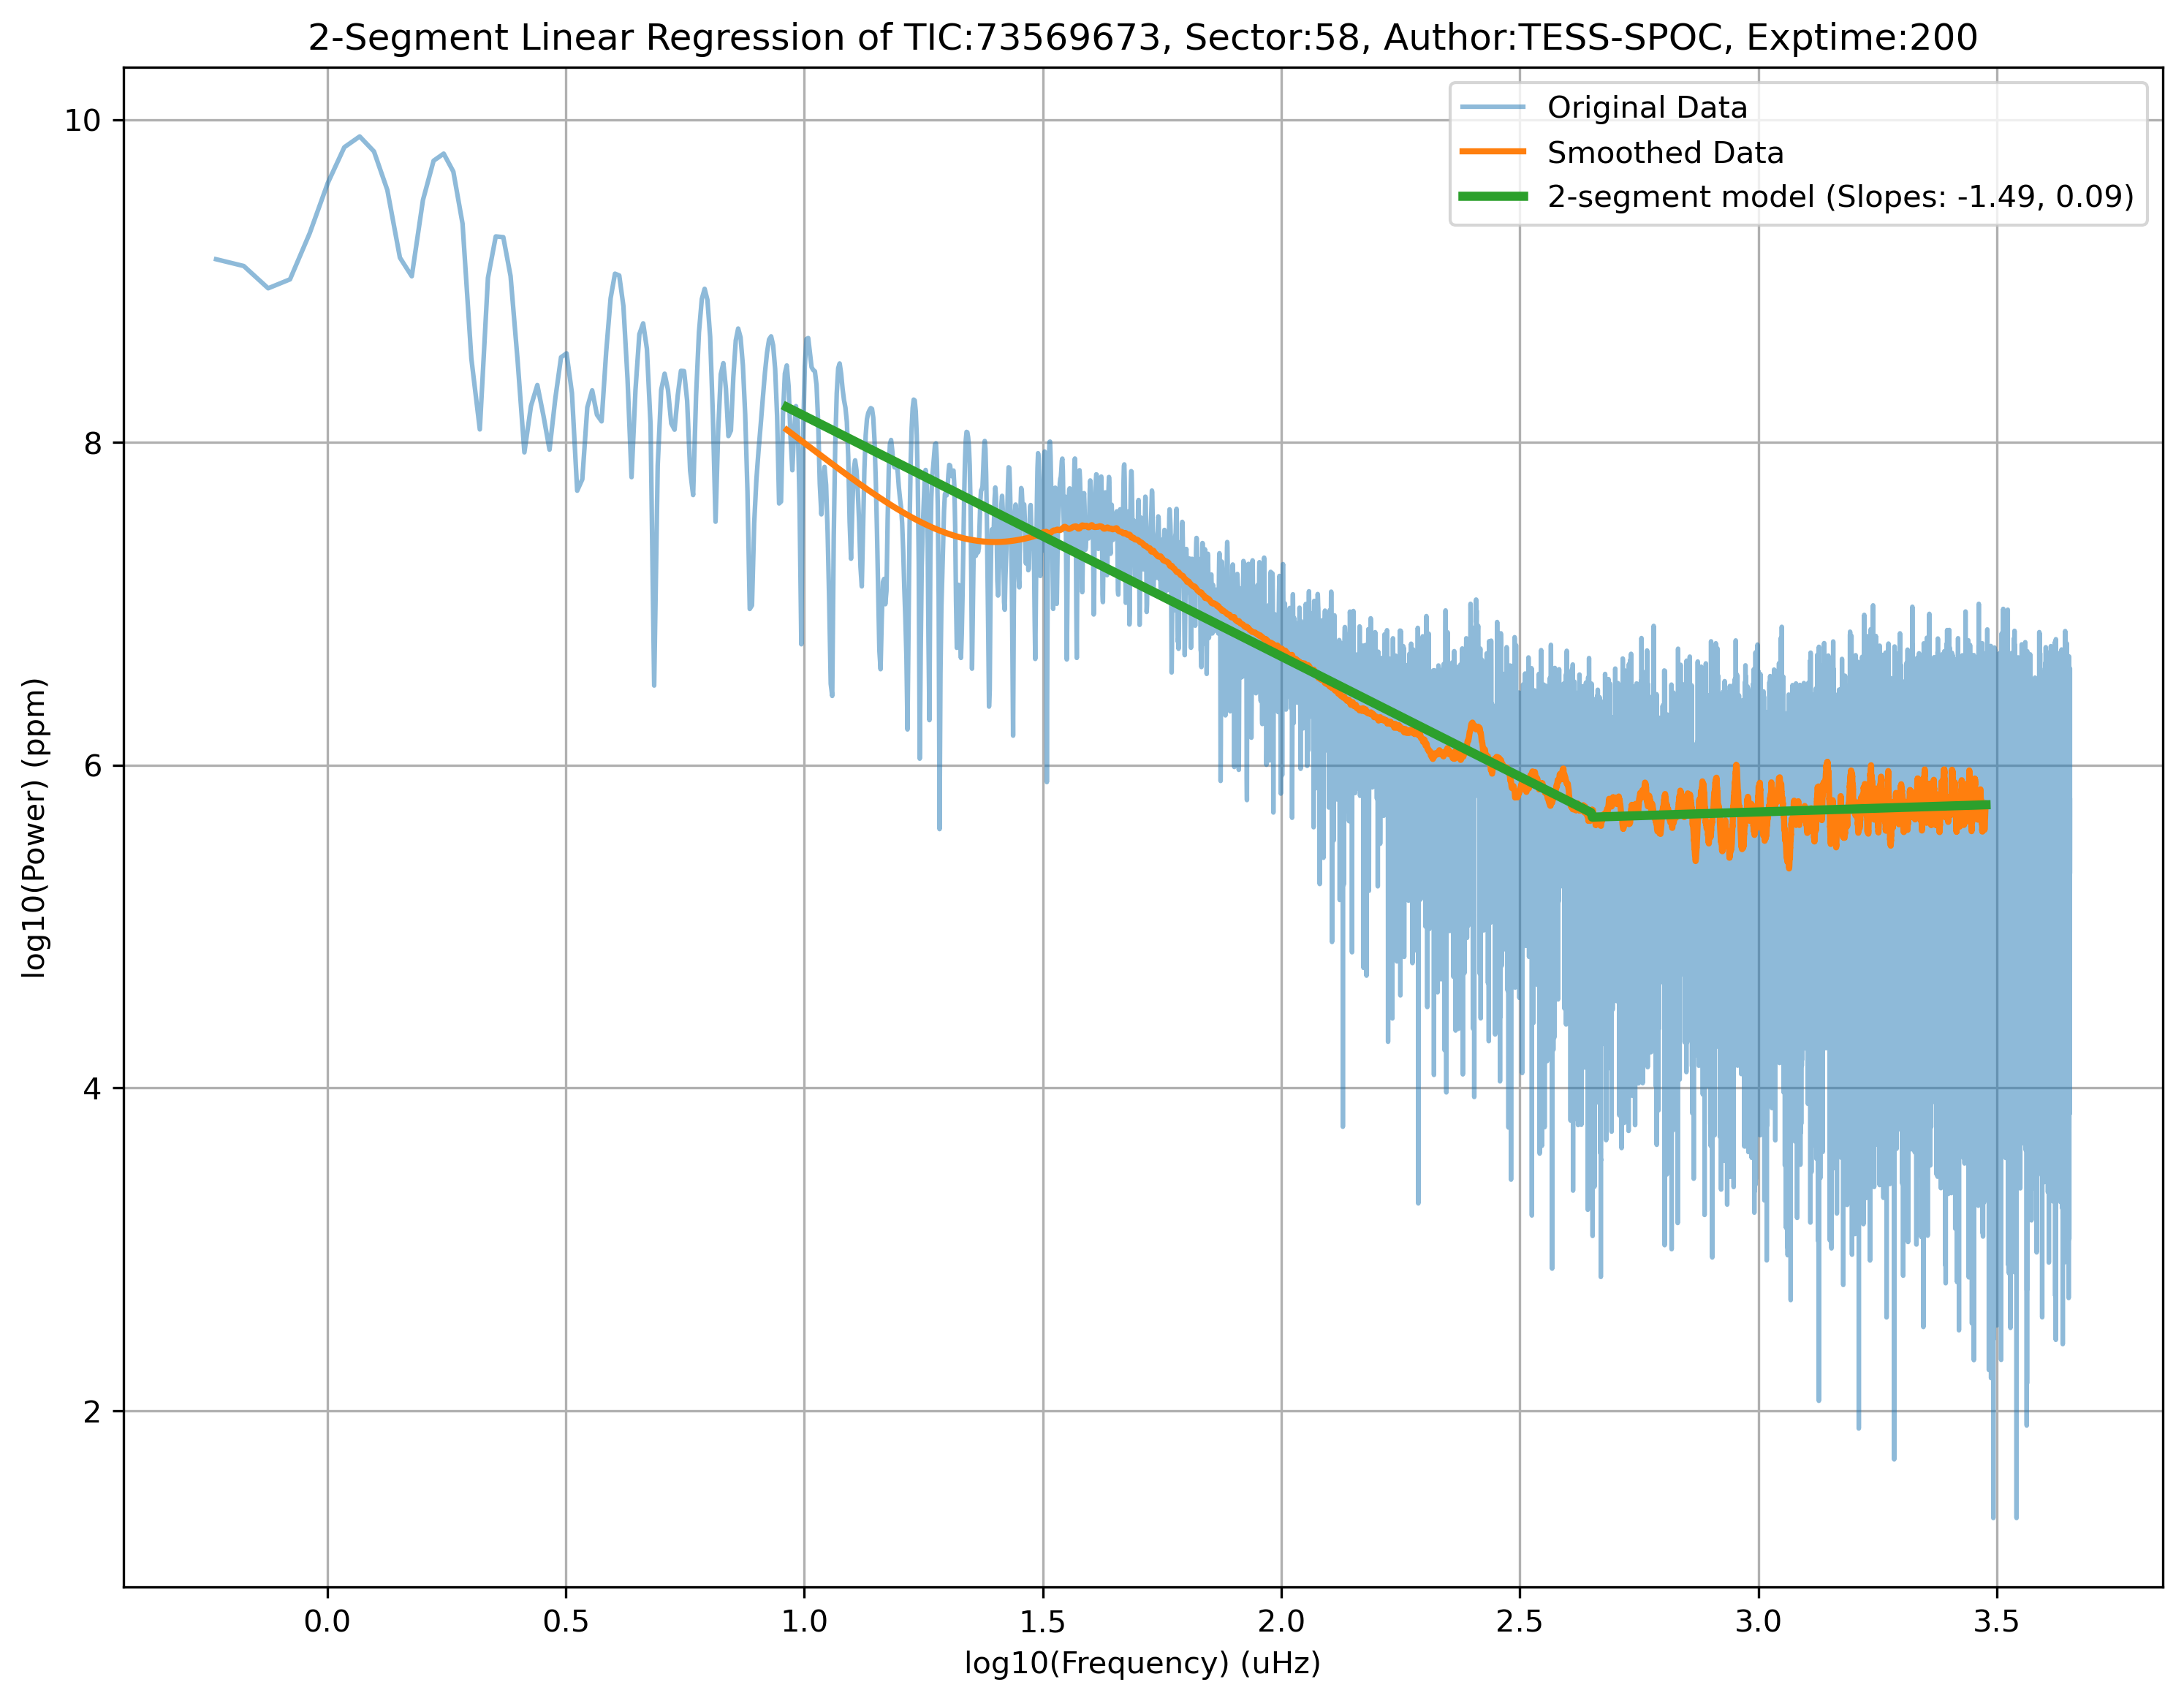 2-Segment Linear Regression of TIC:73569673, Sector:58, Author:TESS-SPOC, Exptime:200
Original Data
Smoothed Data
2-segment model (Slopes: -1.49, 0.09)
log10(Power) (ppm)
10
8
6
4
2
0.0 0.5 1.0 1.5 2.0 2.5 3.0 3.5
log10(Frequency) (uHz)